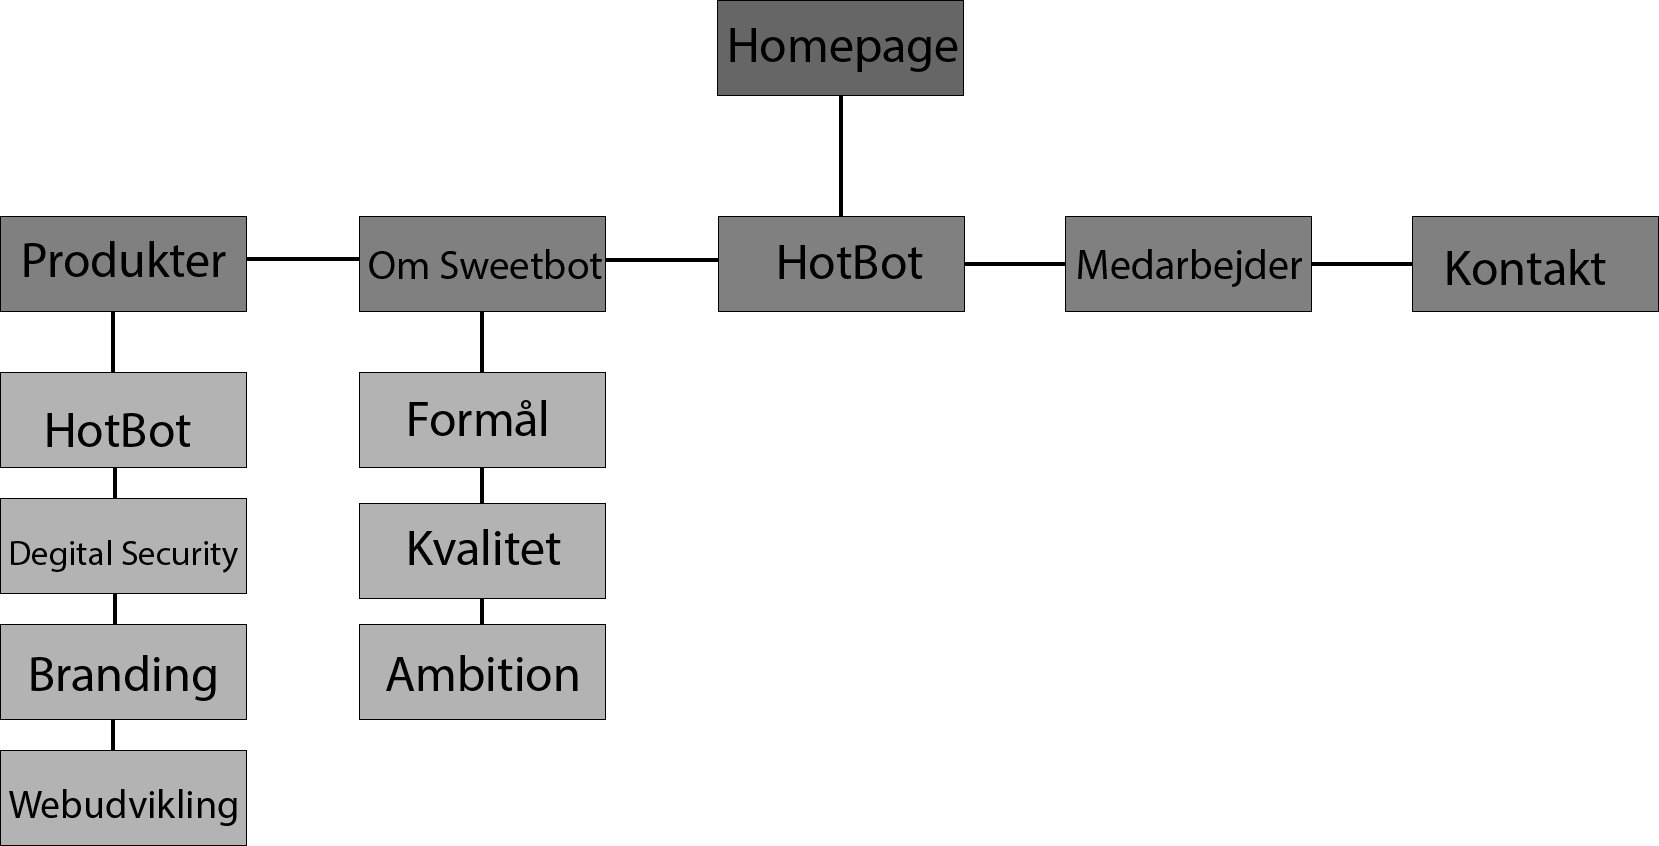 Homepage
Produkter
Om Sweetbot
HotBot
Medarbejder
Kontakt
HotBot
Degital Security
Branding
Webudvikling
Formål
Kvalitet
Ambition